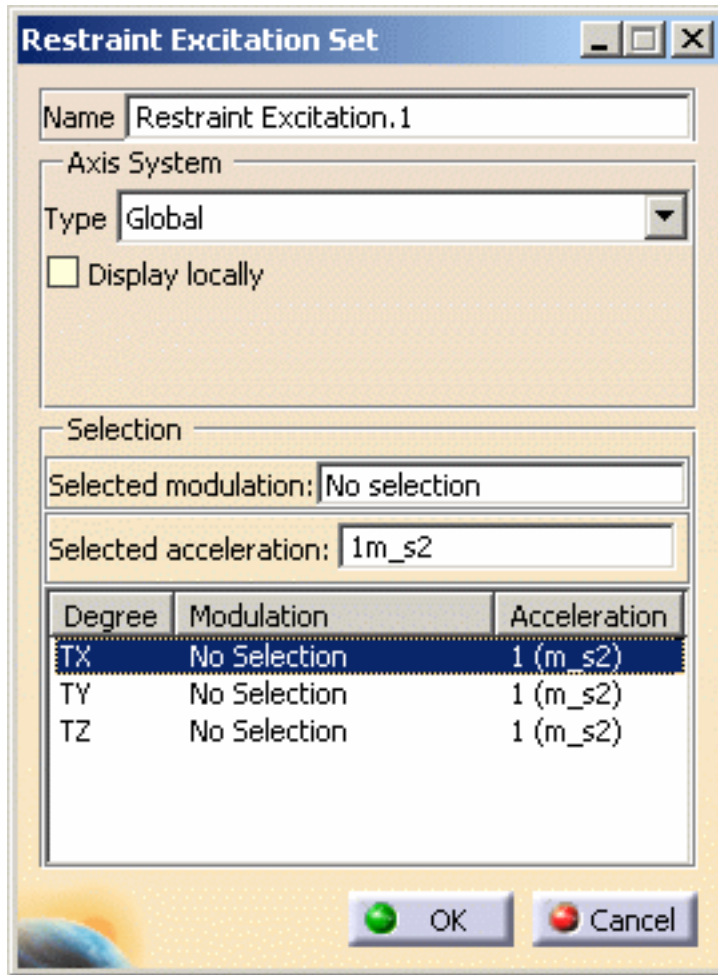 Restraint Excitation Set
Name Restraint Excitation.1
Axis System
Type Global
Display locally
Selection
Selected modulation: No selection
Selected acceleration: 1m_s2
Degree Modulation Acceleration
TX No Selection 1 (m_s2)
TY No Selection 1 (m_s2)
TZ No Selection 1 (m_s2)
OK Cancel